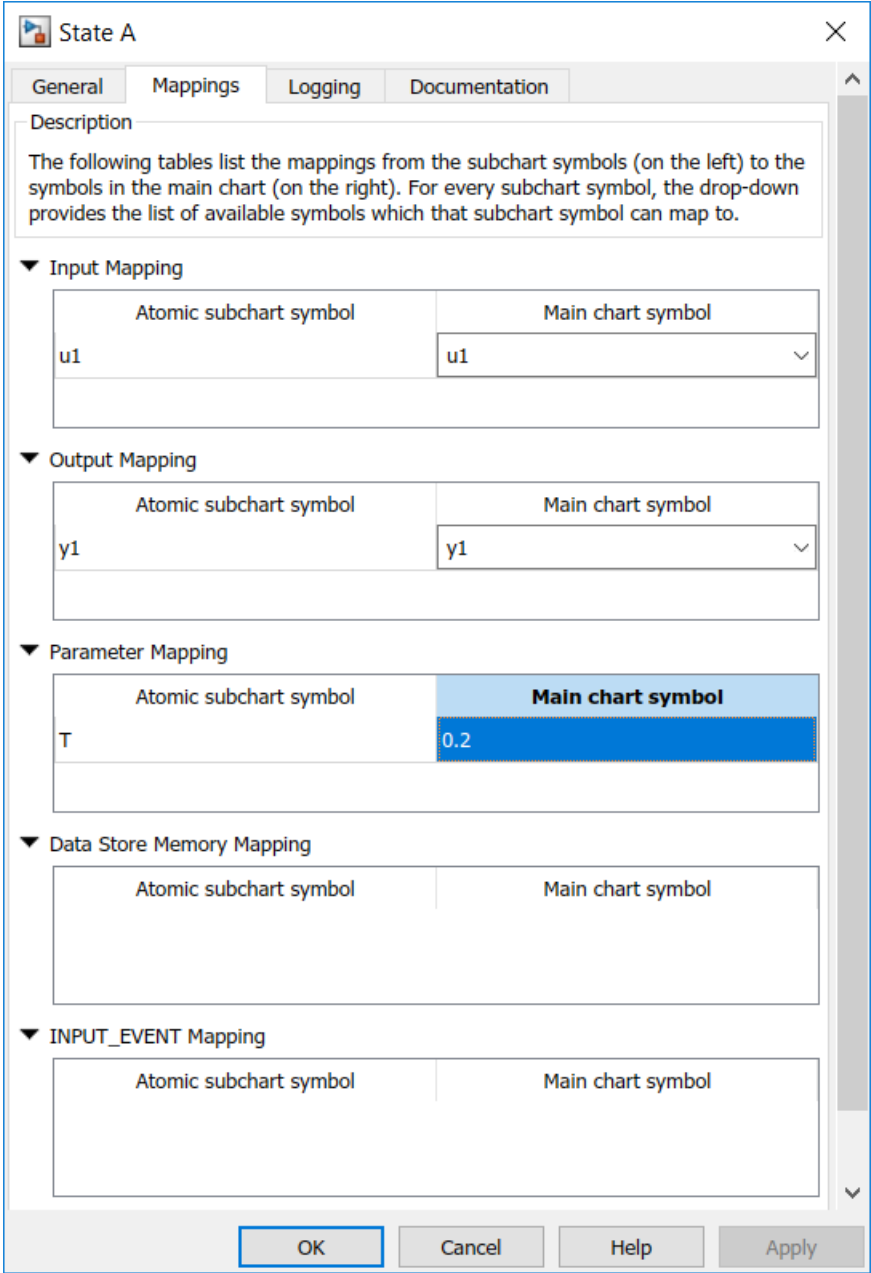 State A
General Mappings Logging Documentation
Description
The following tables list the mappings from the subchart symbols (on the left) to the
symbols in the main chart (on the right). For every subchart symbol, the drop-down
provides the list of available symbols which that subchart symbol can map to.
Input Mapping
Atomic subchart symbol Main chart symbol
u1 u1
Output Mapping
Atomic subchart symbol Main chart symbol
y1 y1
Parameter Mapping
Atomic subchart symbol Main chart symbol
T 0.2
Data Store Memory Mapping
Atomic subchart symbol Main chart symbol
INPUT_EVENT Mapping
Atomic subchart symbol Main chart symbol
OK Cancel Help Apply